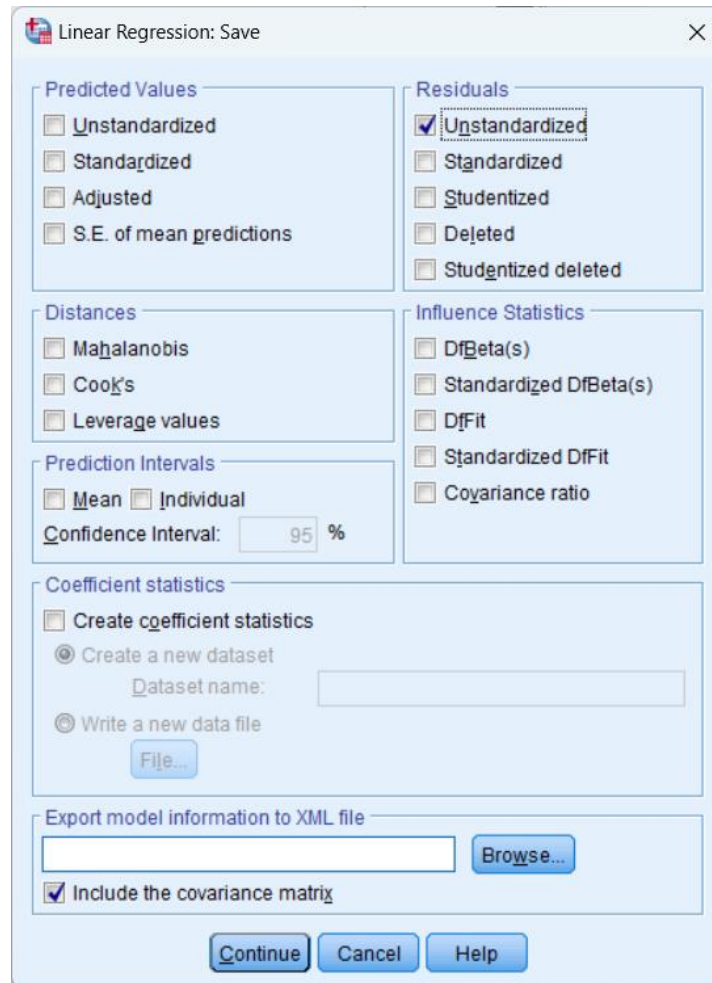 Linear Regression: Save
Predicted Values
Unstandardized
Standardized
Adjusted
S.E. of mean predictions
Residuals
Unstandardized
Standardized
Studentized
Deleted
Studentized deleted
Distances
Mahalanobis
Cook's
Leverage values
Influence Statistics
DfBeta(s)
Standardized DfBeta(s)
DfFit
Standardized DfFit
Covariance ratio
Prediction Intervals
Mean Individual
Confidence Interval: 95 %
Coefficient statistics
Create coefficient statistics
Create a new dataset
Dataset name:
Write a new data file
File...
Export model information to XML file
Browse...
Include the covariance matrix
Continue Cancel Help